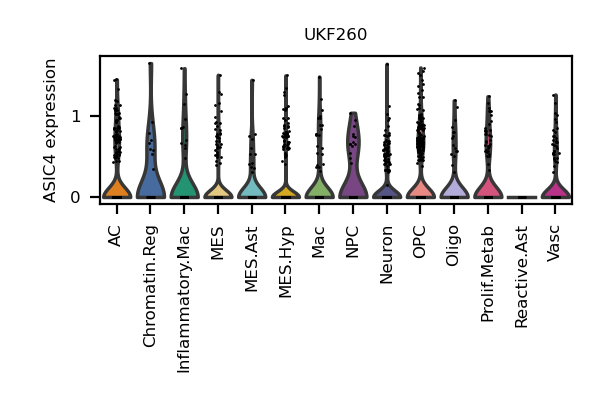 UKF260
ASIC4 expression
1
0
AC
Chromatin.Reg
Inflammatory.Mac
MES
MES.Ast
MES.Hyp
Mac
NPC
Neuron
OPC
Oligo
Prolif.Metab
Reactive.Ast
Vasc